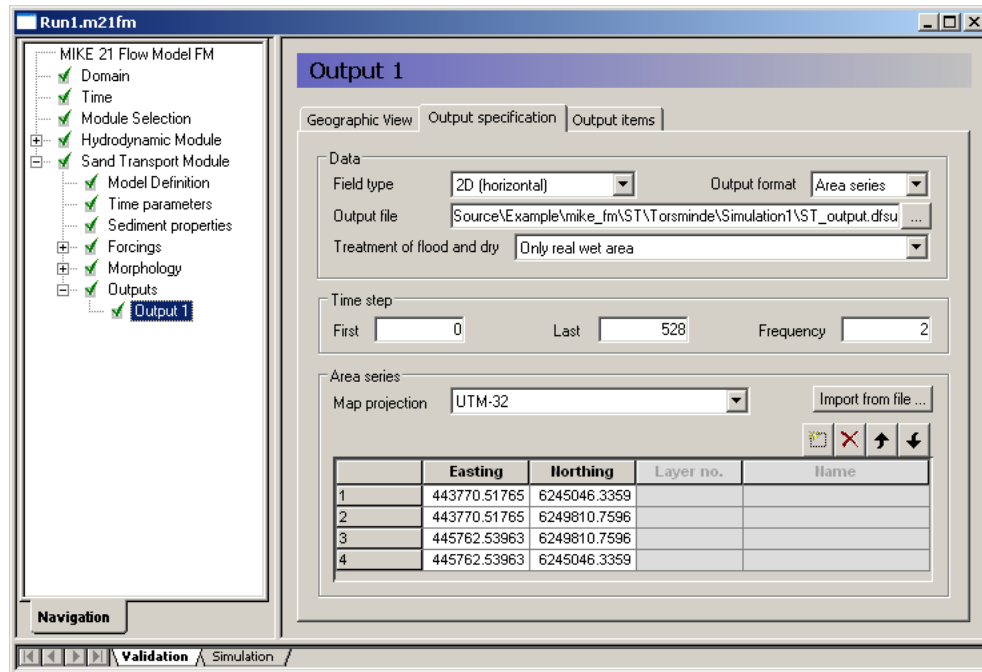 Run1.m21fm
MIKE 21 Flow Model FM
Domain
Time
Module Selection
Hydrodynamic Module
Sand Transport Module
Model Definition
Time parameters
Sediment properties
Forcings
Morphology
Outputs
Output 1
Navigation
Output 1
Geographic View Output specification Output items
Data
Field type 2D (horizontal) Output format Area series
Output file Source\Example\mike_fm\ST\Torsminde\Simulation1\ST_output.dfsu ...
Treatment of flood and dry Only real wet area
Time step
First 0 Last 528 Frequency 2
Area series
Map projection UTM-32 Import from file ...
Easting Northing Layer no. Name
1 443770.51765 6245046.3359
2 443770.51765 6249810.7596
3 445762.53963 6249810.7596
4 445762.53963 6245046.3359
Validation Simulation